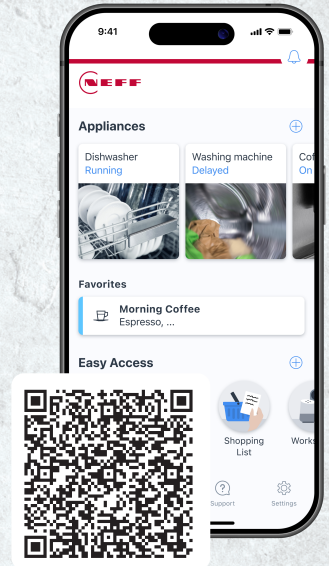 9:41
NEFF
Appliances
Dishwasher
Running
Washing machine
Delayed
Cof
On
Favorites
Morning Coffee
Espresso, ...
Easy Access
Shopping
List
Works
Support
Settings